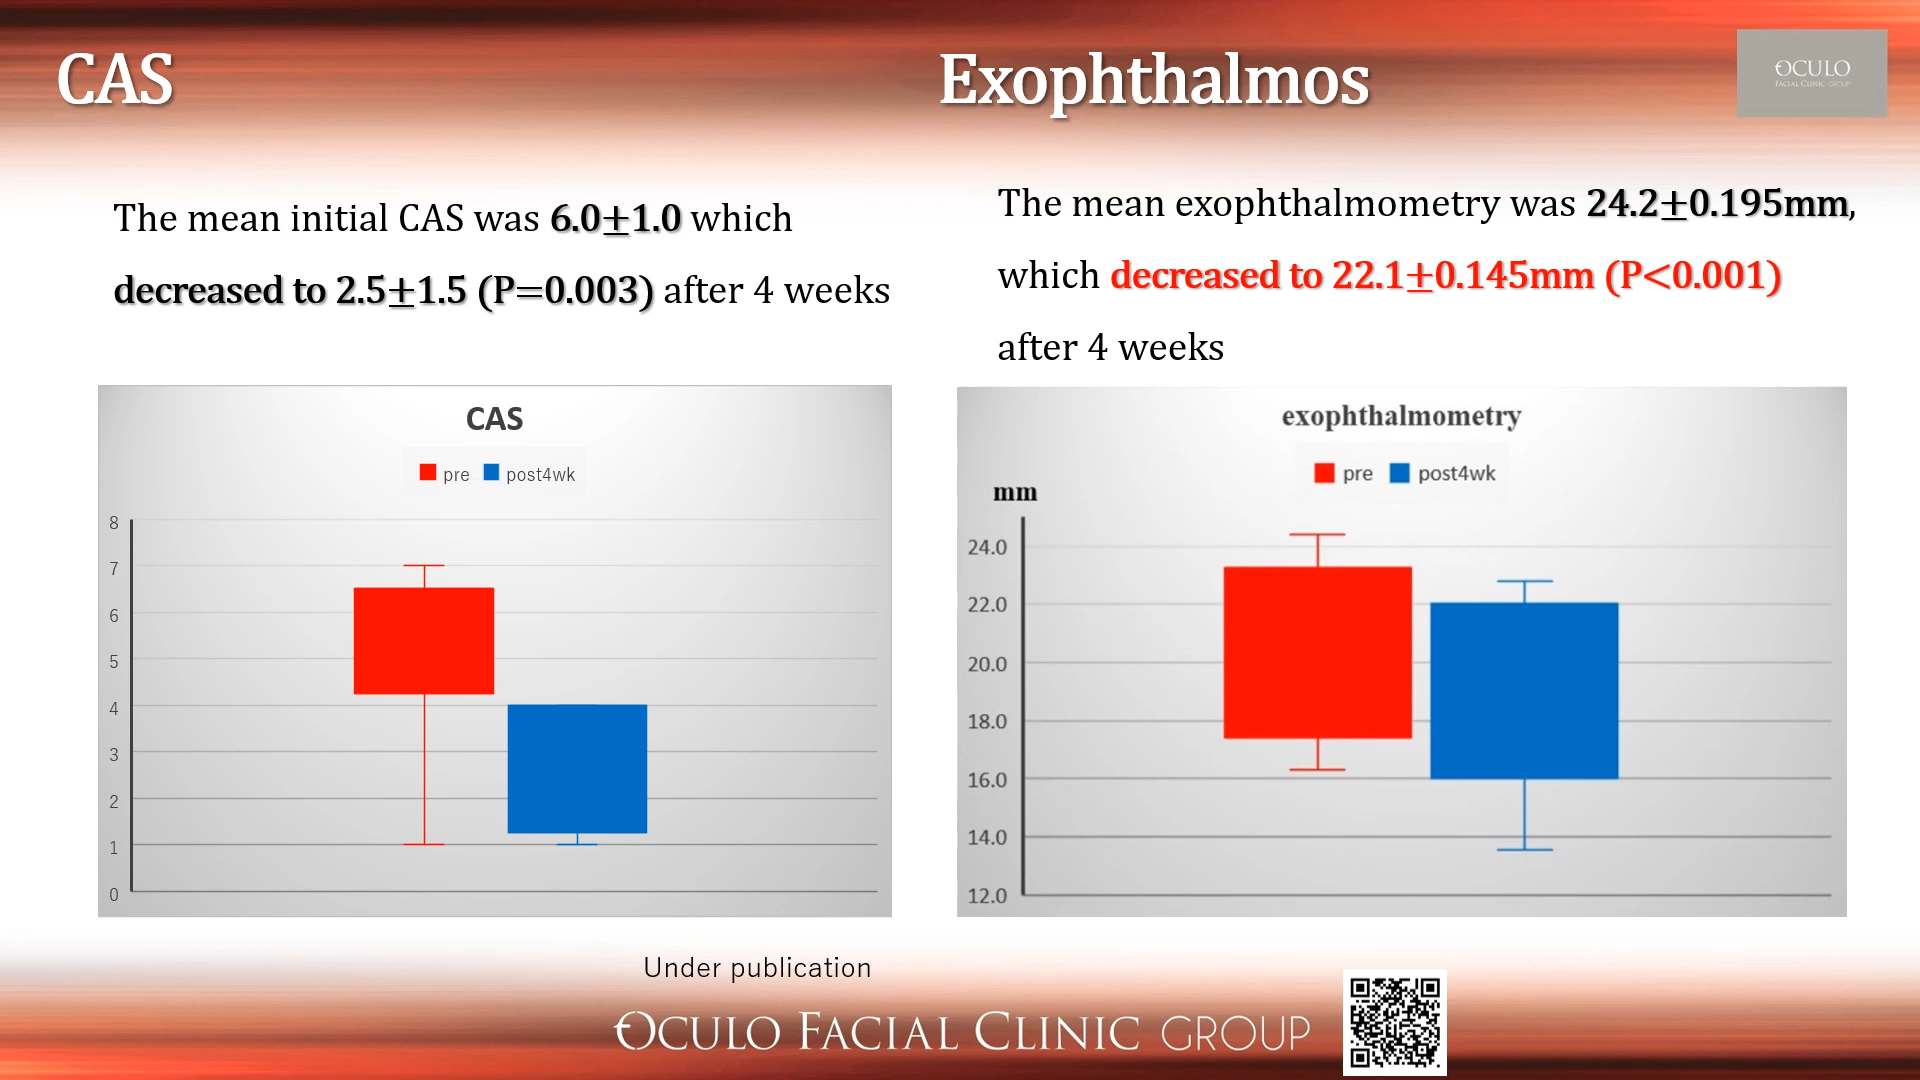 CAS
The mean initial CAS was 6.0±1.0 which
decreased to 2.5±1.5 (P=0.003) after 4 weeks
CAS
pre post4wk
8
7
6
5
4
3
2
1
0
Exophthalmos
OCULO
FACIAL CLINIC GROUP
The mean exophthalmometry was 24.2±0.195mm,
which decreased to 22.1±0.145mm (P<0.001)
after 4 weeks
exophthalmometry
pre post4wk
mm
24.0
22.0
20.0
18.0
16.0
14.0
12.0
Under publication
OCULO FACIAL CLINIC GROUP